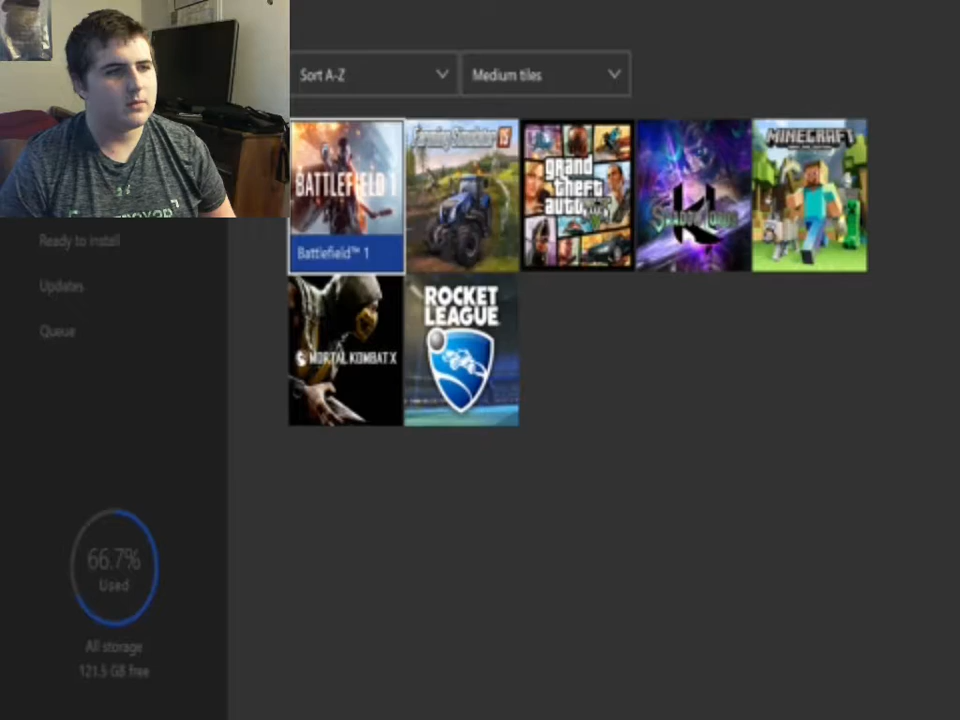 Sort A-Z
Medium tiles
BATTLEFIELD 1
Farming Simulator 15
grand
theft
auto
MINECRAFT
Battlefield™ 1
Ready to install
Updates
Queue
MORTAL KOMBAT X
ROCKET
LEAGUE
66.7%
Used
All storage
121.5 GB free